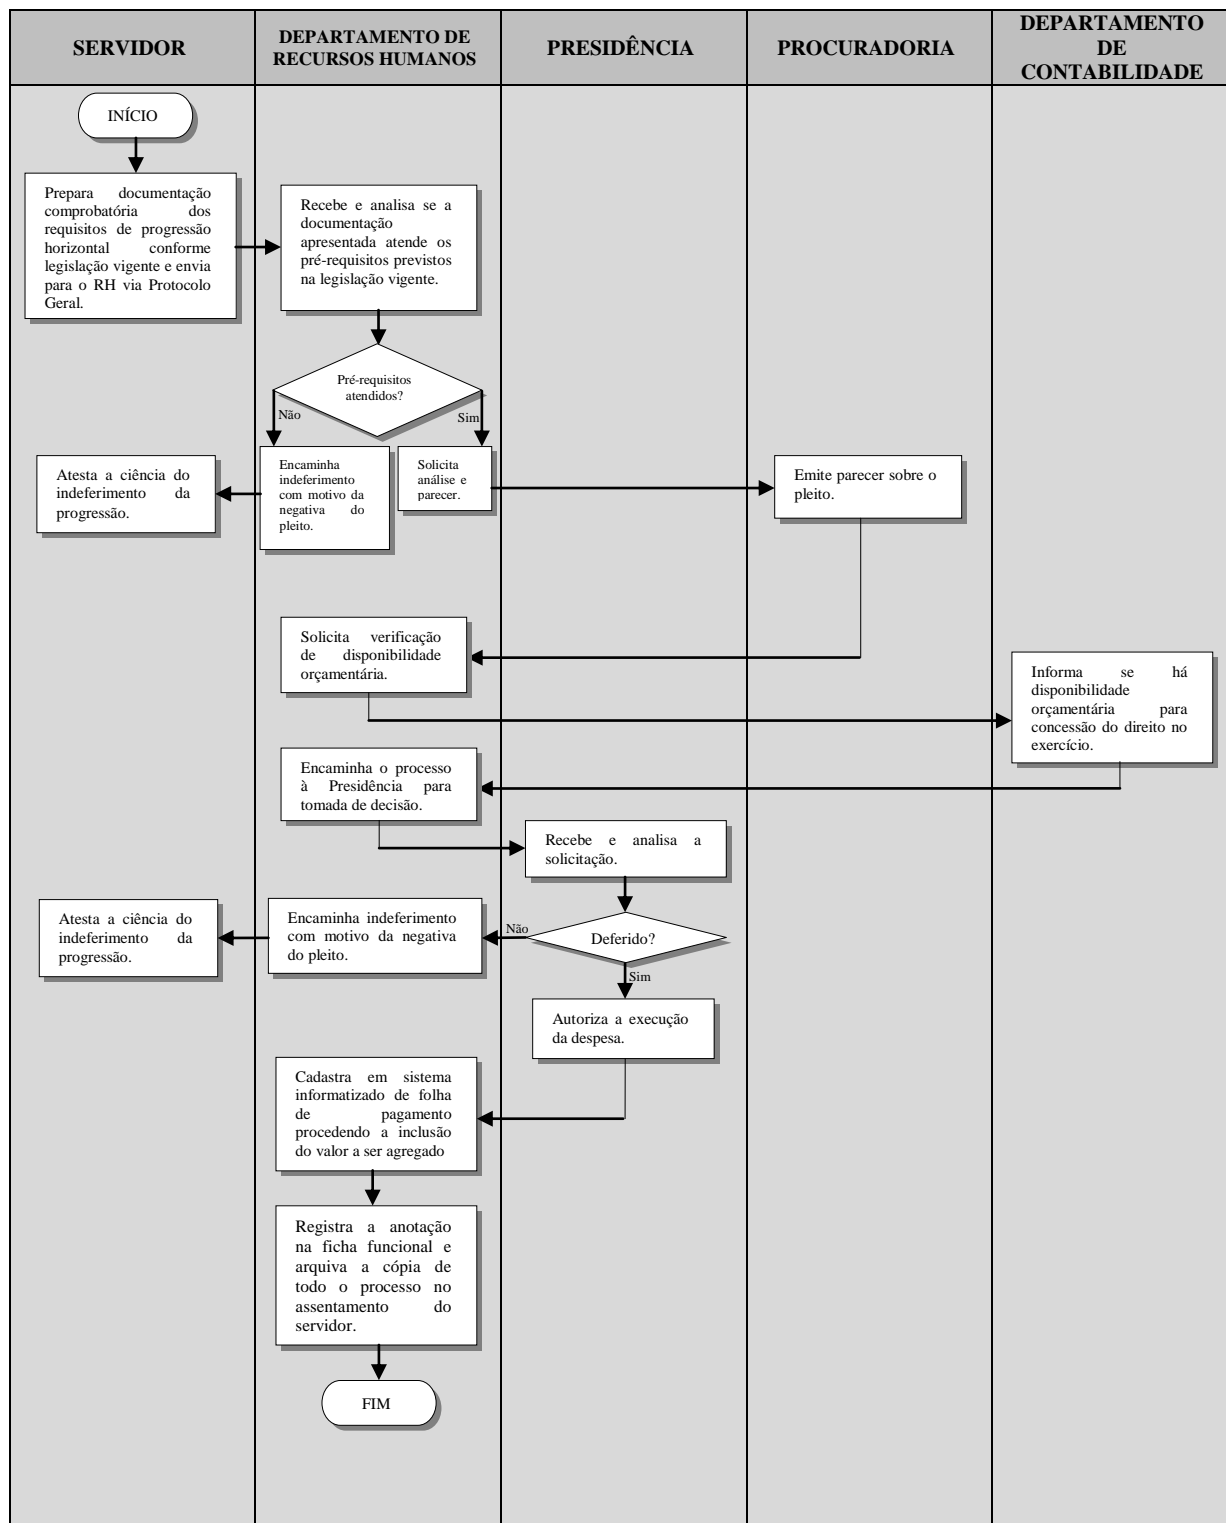 SERVIDOR
DEPARTAMENTO DE
RECURSOS HUMANOS
PRESIDÊNCIA
PROCURADORIA
DEPARTAMENTO
DE
CONTABILIDADE
INÍCIO
Prepara documentação
comprobatória dos
requisitos de progressão
horizontal conforme
legislação vigente e envia
para o RH via Protocolo
Geral.
Recebe e analisa se a
documentação
apresentada atende os
pré-requisitos previstos
na legislação vigente.
Pré-requisitos
atendidos?
Não
Sim
Atesta a ciência do
indeferimento da
progressão.
Encaminha
indeferimento
com motivo da
negativa do
pleito.
Solicita
análise e
parecer.
Emite parecer sobre o
pleito.
Solicita verificação
de disponibilidade
orçamentária.
Informa se há
disponibilidade
orçamentária para
concessão do direito no
exercício.
Encaminha o processo
à Presidência para
tomada de decisão.
Recebe e analisa a
solicitação.
Atesta a ciência do
indeferimento da
progressão.
Encaminha indeferimento
com motivo da negativa
do pleito.
Não
Deferido?
Sim
Autoriza a execução
da despesa.
Cadastra em sistema
informatizado de folha
de pagamento
procedendo a inclusão
do valor a ser agregado
Registra a anotação
na ficha funcional e
arquiva a cópia de
todo o processo no
assentamento do
servidor.
FIM